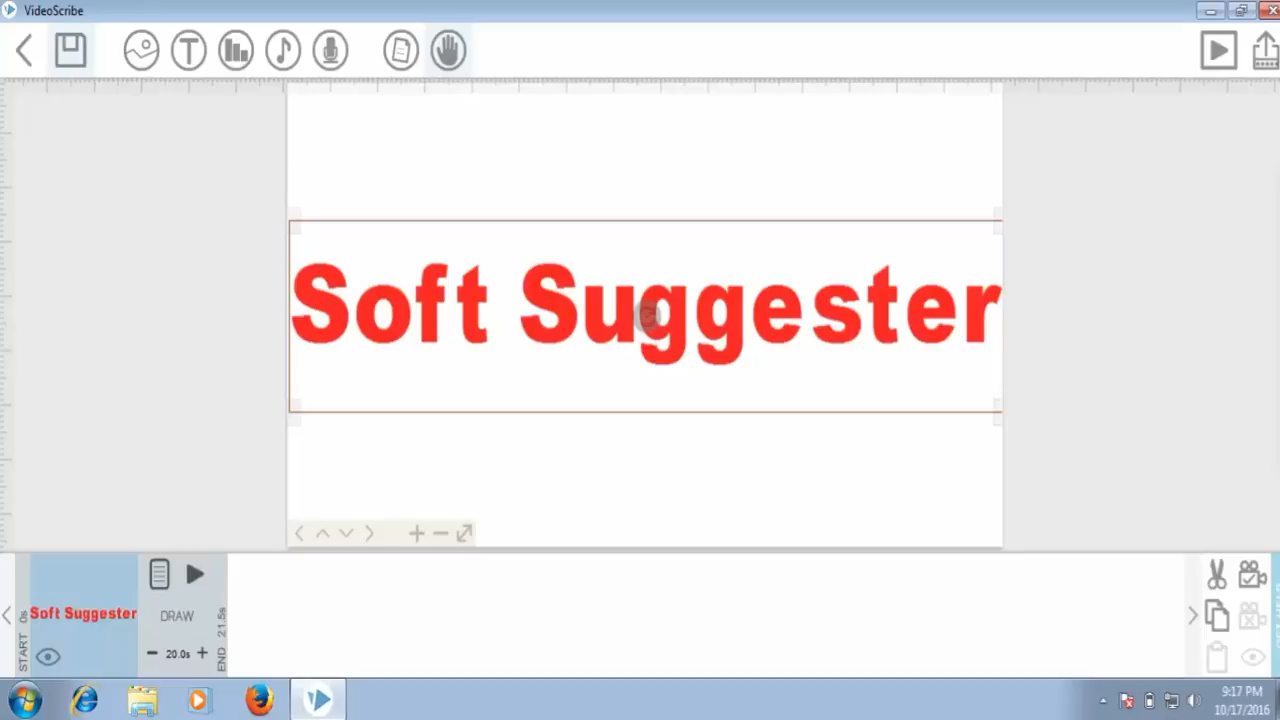 VideoScribe
Soft Suggester
START 0s
Soft Suggester
DRAW
20.0s
END 21.5s
9:17 PM
10/17/2016